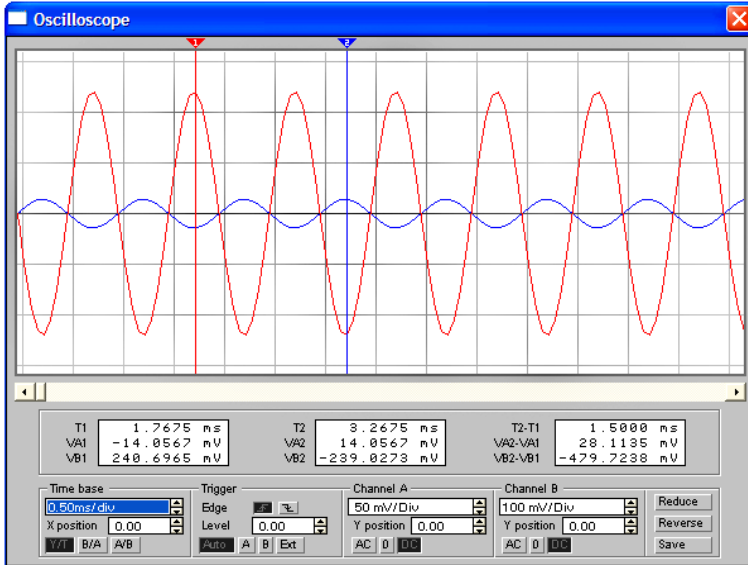 Oscilloscope
1 2
T1 1.7675 ms T2 3.2675 ms T2-T1 1.5000 ms
VA1 -14.0567 mV VA2 14.0567 mV VA2-VA1 28.1135 mV
VB1 240.6965 mV VB2 -239.0273 mV VB2-VB1 -479.7238 mV
Time base Trigger Channel A Channel B
0.50ms/div Edge 50 mV/Div 100 mV/Div Reduce
X position 0.00 Level 0.00 Y position 0.00 Y position 0.00 Reverse
Y/T B/A A/B Auto A B Ext AC 0 DC AC 0 DC Save